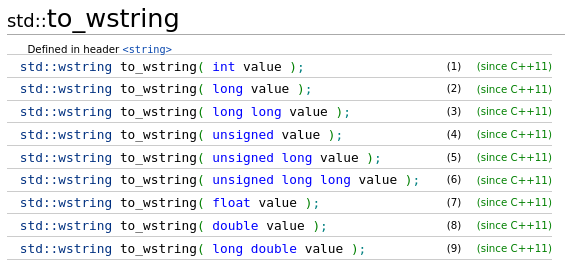 std::to_wstring
Defined in header <string>
std::wstring to_wstring( int value ); (1) (since C++11)
std::wstring to_wstring( long value ); (2) (since C++11)
std::wstring to_wstring( long long value ); (3) (since C++11)
std::wstring to_wstring( unsigned value ); (4) (since C++11)
std::wstring to_wstring( unsigned long value ); (5) (since C++11)
std::wstring to_wstring( unsigned long long value ); (6) (since C++11)
std::wstring to_wstring( float value ); (7) (since C++11)
std::wstring to_wstring( double value ); (8) (since C++11)
std::wstring to_wstring( long double value ); (9) (since C++11)